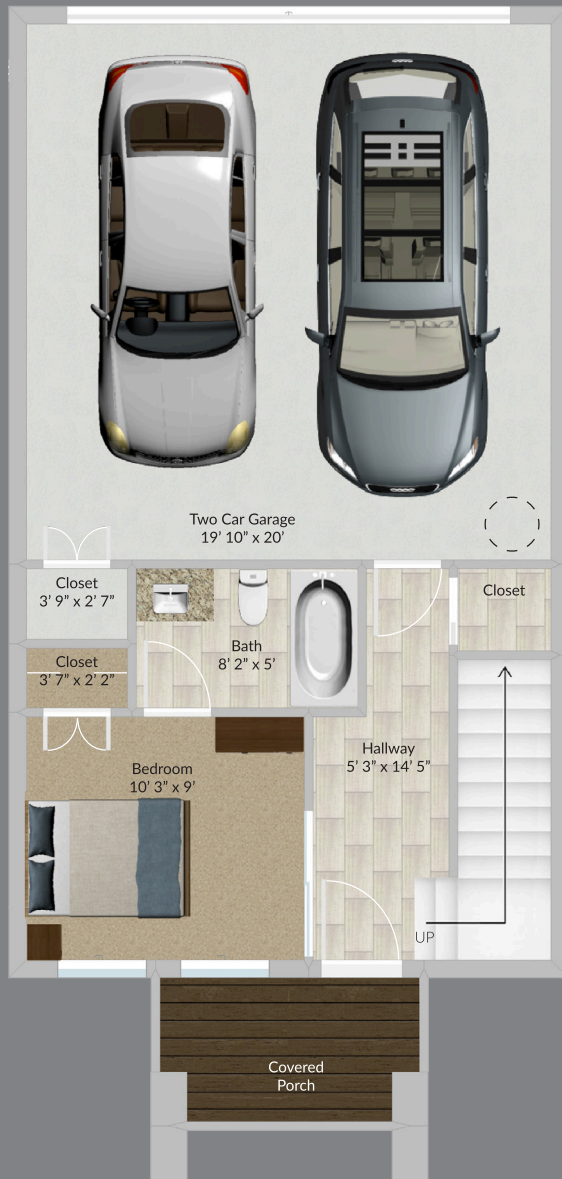 Two Car Garage
19’ 10” x 20’
Closet
3’ 9” x 2’ 7”
Closet
Bath
8’ 2” x 5’
Closet
3’ 7” x 2’ 2”
Hallway
5’ 3” x 14’ 5”
Bedroom
10’ 3” x 9’
UP
Covered
Porch